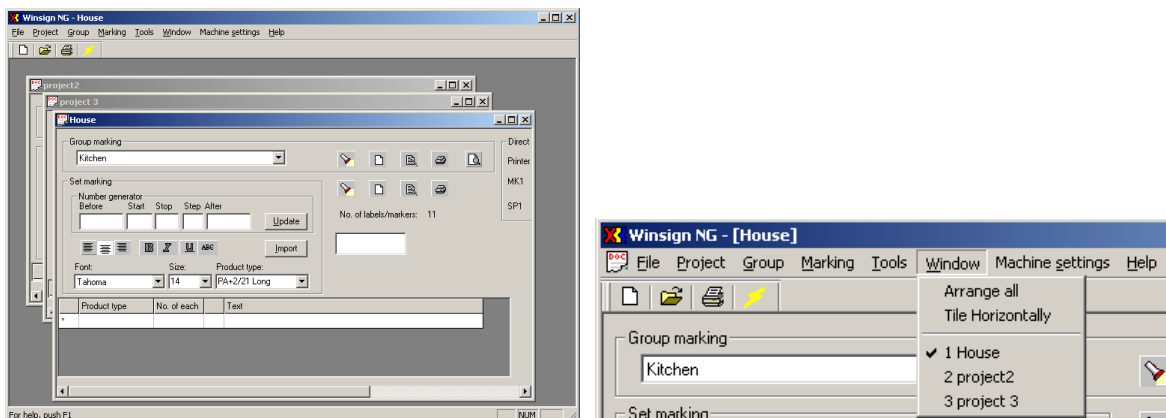 Winsign NG - House
File Project Group Marking Tools Window Machine settings Help
project2
project 3
House
Group marking
Kitchen
Direct
Printer
MK1
SP1
Set marking
Number generator
Before Start Stop Step After
Update
No. of labels/markers: 11
B I U ABC
Import
Font: Size: Product type:
Tahoma 14 PA+2/21 Long
Product type No. of each Text
*
For help, push F1
NUM
Winsign NG - [House]
File Project Group Marking Tools Window Machine settings Help
Arrange all
Tile Horizontally
1 House
2 project2
3 project 3
Group marking
Kitchen
Set marking